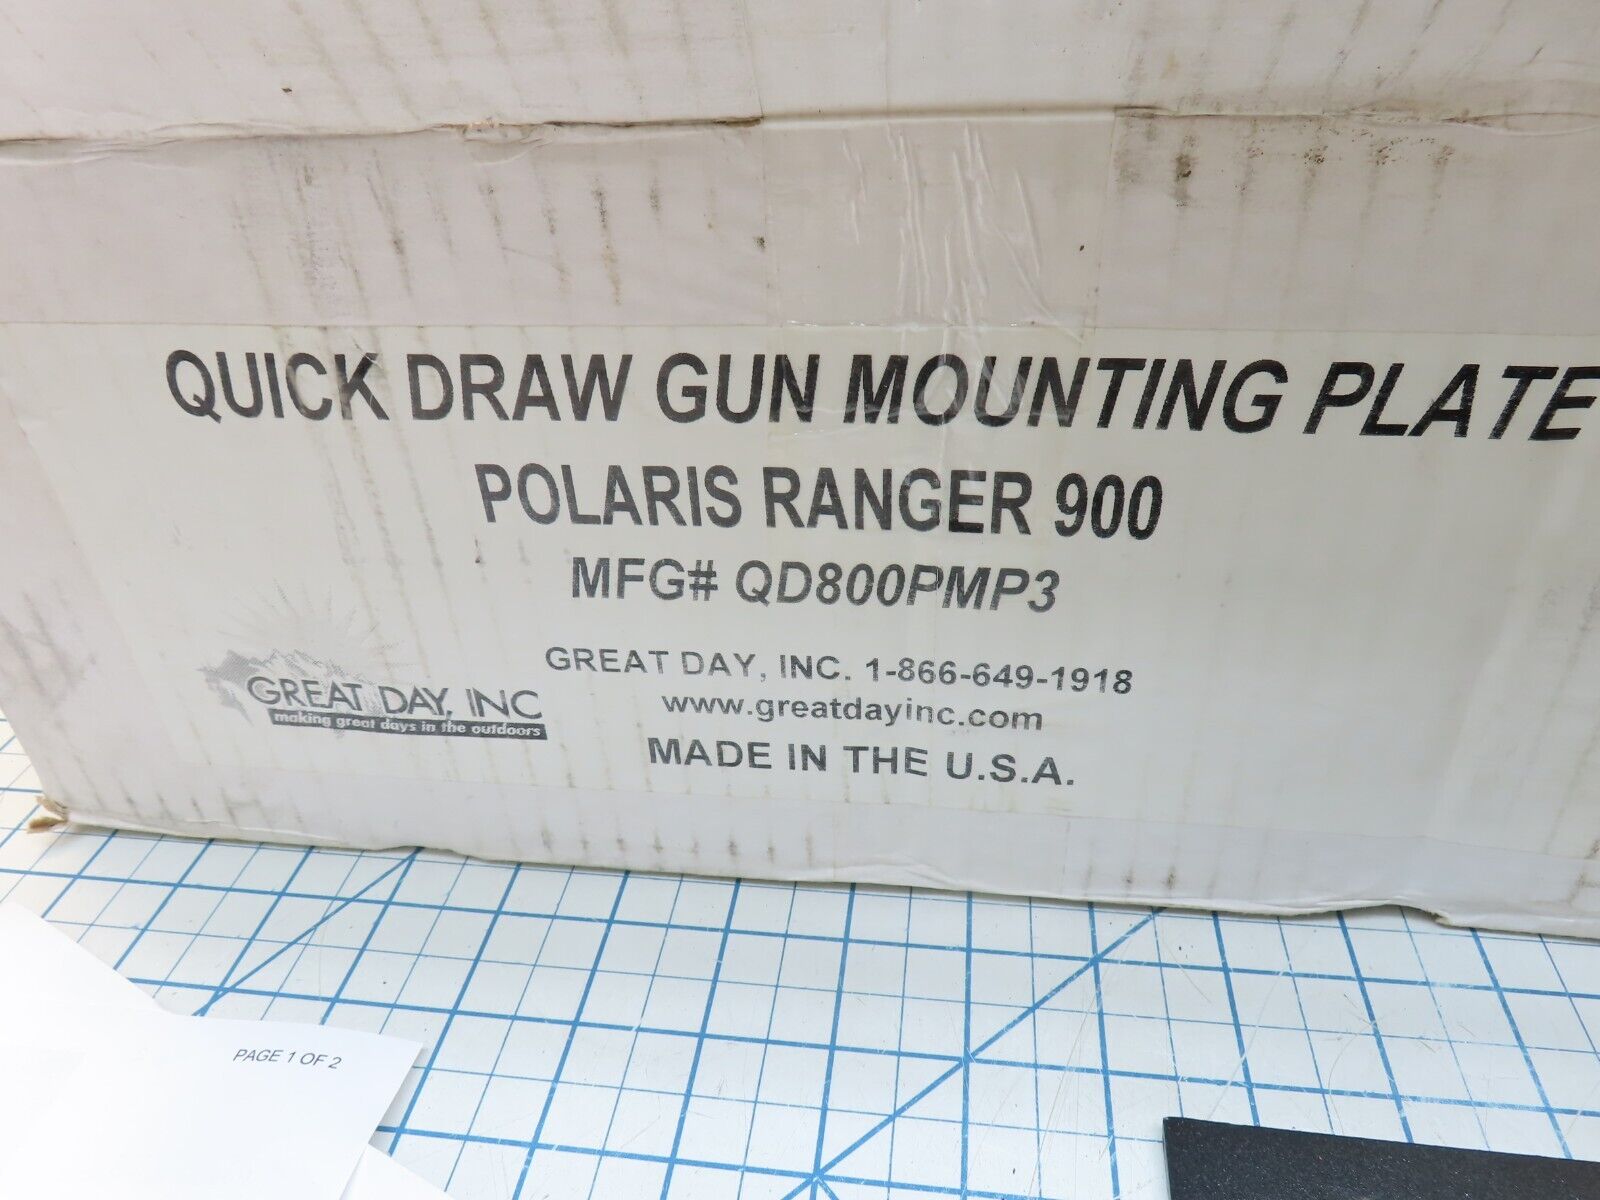 QUICK DRAW GUN MOUNTING PLATE
POLARIS RANGER 900
MFG# QD800PMP3
GREAT DAY, INC. 1-866-649-1918
www.greatdayinc.com
MADE IN THE U.S.A.
GREAT DAY, INC
making great days in the outdoors
PAGE 1 OF 2